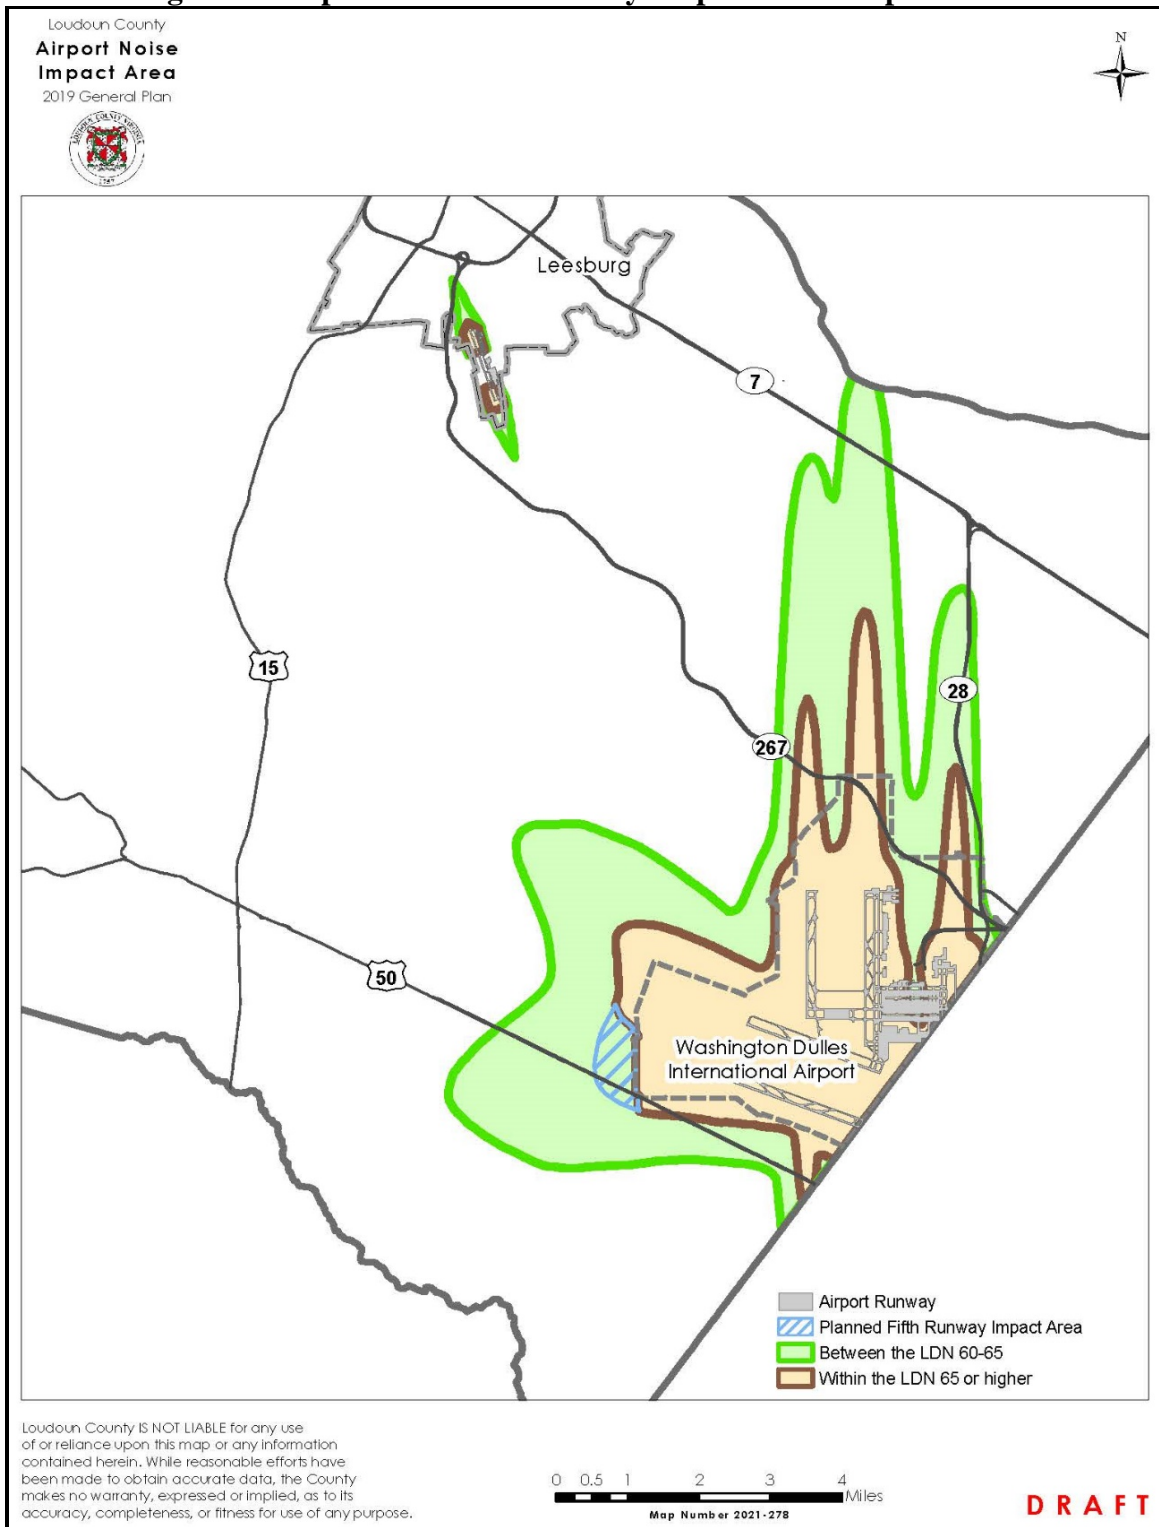 Loudoun County
Airport Noise
Impact Area
2019 General Plan
LOUDOUN COUNTY VIRGINIA
1757
N
Leesburg
7
15
28
267
50
Washington Dulles
International Airport
Airport Runway
Planned Fifth Runway Impact Area
Between the LDN 60-65
Within the LDN 65 or higher
Loudoun County IS NOT LIABLE for any use
of or reliance upon this map or any information
contained herein. While reasonable efforts have
been made to obtain accurate data, the County
makes no warranty, expressed or implied, as to its
accuracy, completeness, or fitness for use of any purpose.
0 0.5 1 2 3 4
Miles
Map Number 2021-278
DRAFT